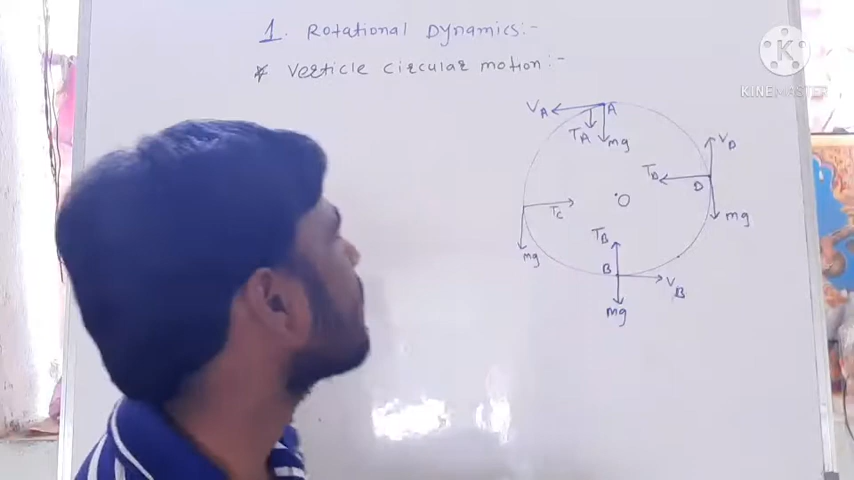 1. Rotational Dynamics:-
* Verticle circular motion:-
K
KINEMASTER
VA A
TA mg
VD
TD D
mg
O
TC
mg
TB
B VB
mg